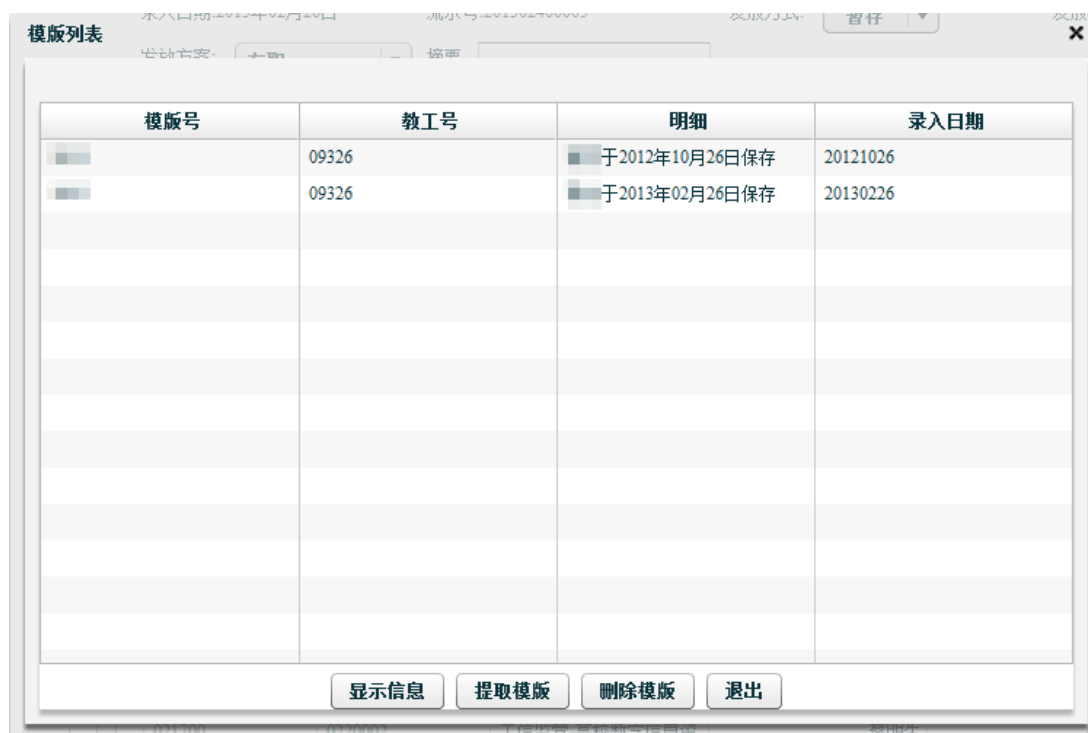 模版列表
模版号 教工号 明细 录入日期
09326 于2012年10月26日保存 20121026
09326 于2013年02月26日保存 20130226
显示信息 提取模版 删除模版 退出